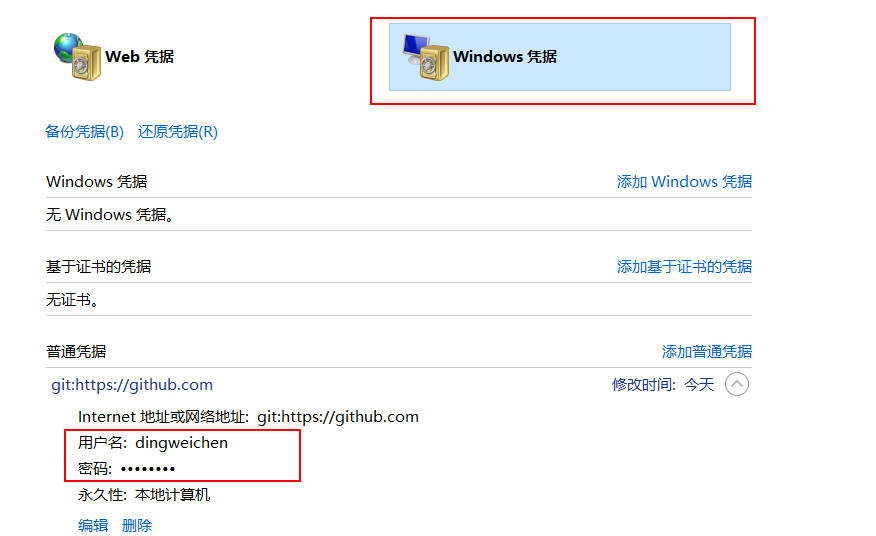 Web 凭据
Windows 凭据
备份凭据(B) 还原凭据(R)
Windows 凭据 添加 Windows 凭据
无 Windows 凭据。
基于证书的凭据 添加基于证书的凭据
无证书。
普通凭据 添加普通凭据
git:https://github.com 修改时间: 今天
Internet 地址或网络地址: git:https://github.com
用户名: dingweichen
密码: ••••••••
永久性: 本地计算机
编辑 删除